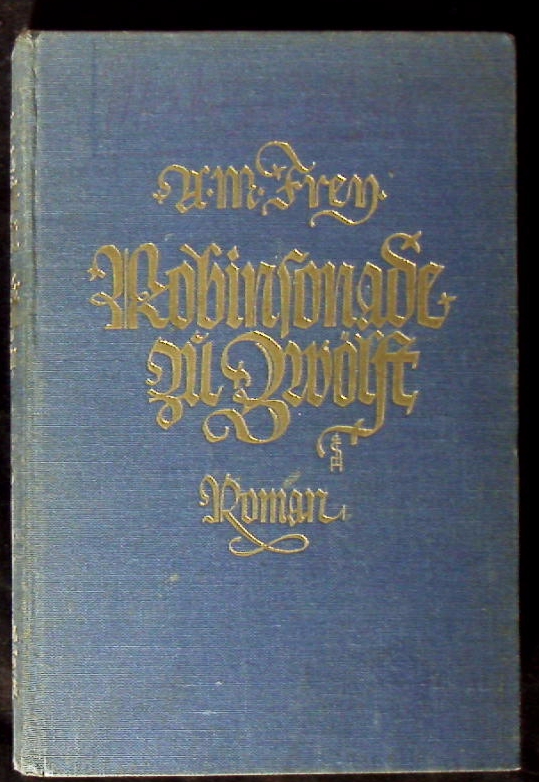 A. M. Frey
Robinſonade
zu Zwölft
Roman